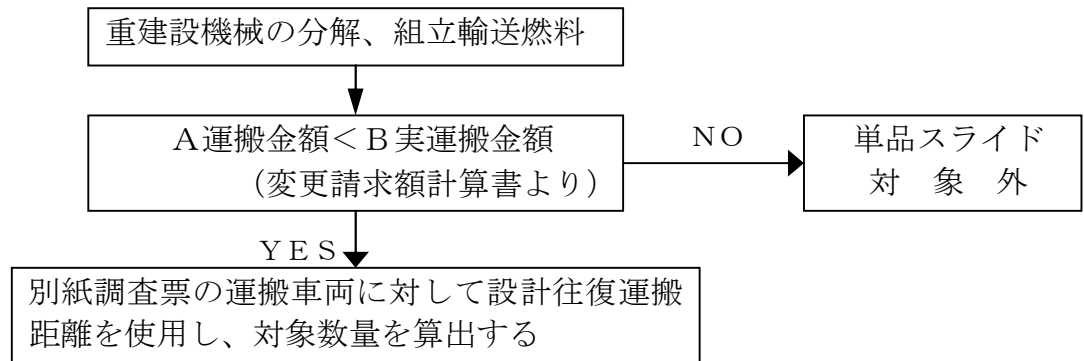 重建設機械の分解、組立輸送燃料
A運搬金額<B実運搬金額
(変更請求額計算書より)
NO
単品スライド
対 象 外
YES
別紙調査票の運搬車両に対して設計往復運搬
距離を使用し、対象数量を算出する